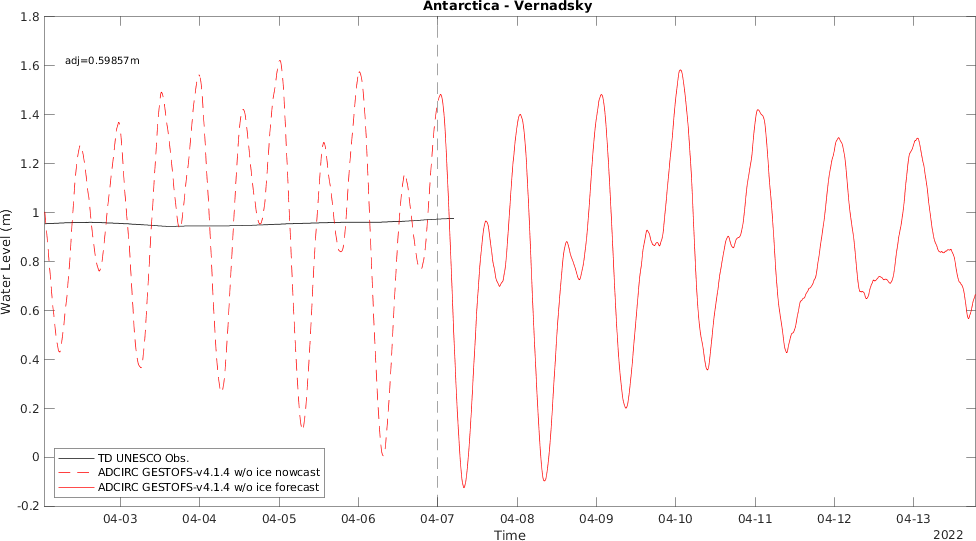 Antarctica - Vernadsky
adj=0.59857m
1.8
1.6
1.4
1.2
1
0.8
0.6
0.4
0.2
0
-0.2
Water Level (m)
TD UNESCO Obs.
ADCIRC GESTOFS-v4.1.4 w/o ice nowcast
ADCIRC GESTOFS-v4.1.4 w/o ice forecast
04-03 04-04 04-05 04-06 04-07 04-08 04-09 04-10 04-11 04-12 04-13
Time
2022